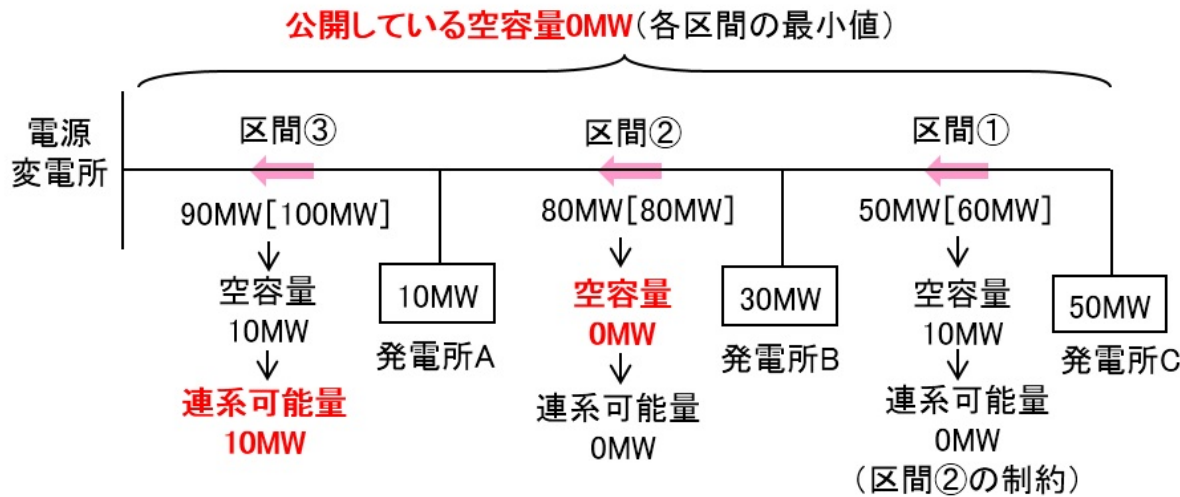 公開している空容量0MW(各区間の最小値)
電源
変電所
区間③
区間②
区間①
90MW[100MW]
80MW[80MW]
50MW[60MW]
空容量
10MW
連系可能量
10MW
10MW
発電所A
空容量
0MW
連系可能量
0MW
30MW
発電所B
空容量
10MW
連系可能量
0MW
(区間②の制約)
50MW
発電所C